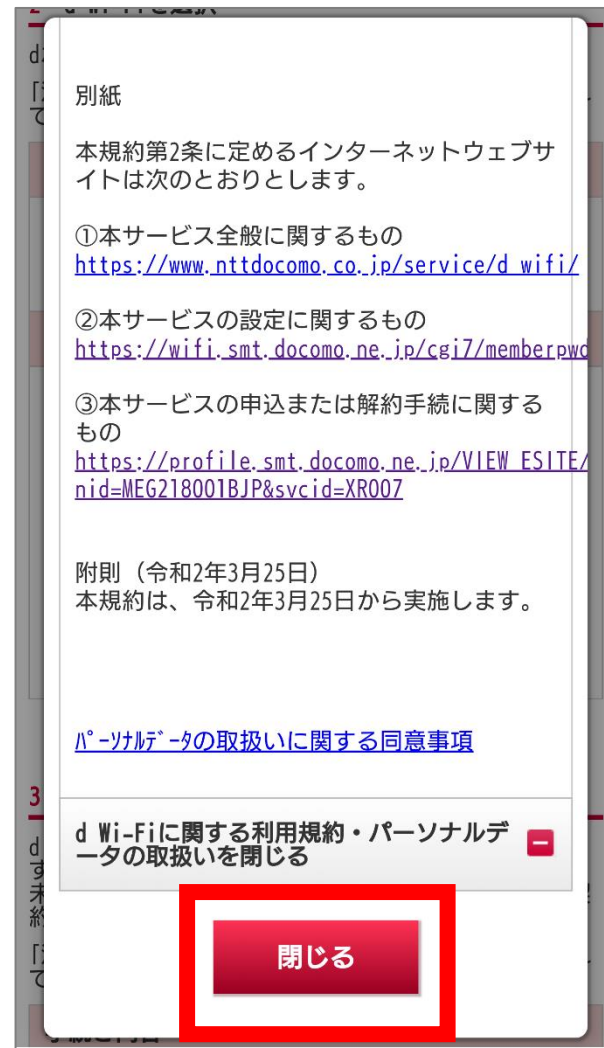 別紙
本規約第2条に定めるインターネットウェブサ
イトは次のとおりとします。
①本サービス全般に関するもの
https://www.nttdocomo.co.jp/service/d_wifi/
②本サービスの設定に関するもの
https://wifi.smt.docomo.ne.jp/cgi7/memberpwd
③本サービスの申込または解約手続に関する
もの
https://profile.smt.docomo.ne.jp/VIEW_ESITE/
nid=MEG218001BJP&svcid=XR007
附則（令和2年3月25日）
本規約は、令和2年3月25日から実施します。
ﾊﾟｰｿﾅﾙﾃﾞｰﾀの取扱いに関する同意事項
d Wi-Fiに関する利用規約・パーソナルデ
ータの取扱いを閉じる
閉じる